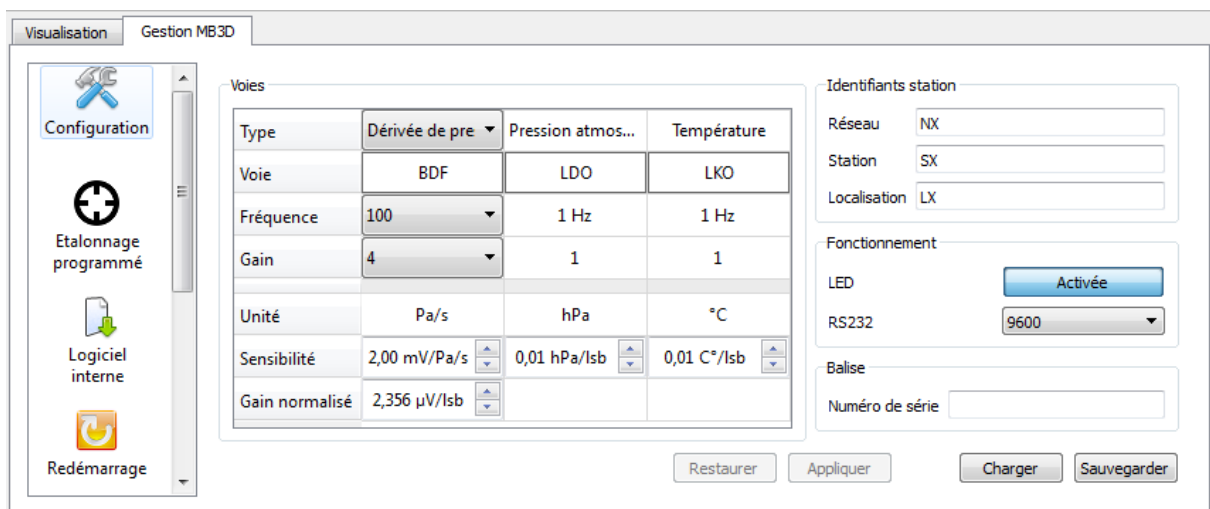 Visualisation Gestion MB3D
Configuration
Etalonnage
programmé
Logiciel
interne
Redémarrage
Voies
Type Dérivée de pre Pression atmos... Température
Voie BDF LDO LKO
Fréquence 100 1 Hz 1 Hz
Gain 4 1 1
Unité Pa/s hPa °C
Sensibilité 2,00 mV/Pa/s 0,01 hPa/lsb 0,01 C°/lsb
Gain normalisé 2,356 µV/lsb
Identifiants station
Réseau NX
Station SX
Localisation LX
Fonctionnement
LED Activée
RS232 9600
Balise
Numéro de série
Restaurer Appliquer Charger Sauvegarder